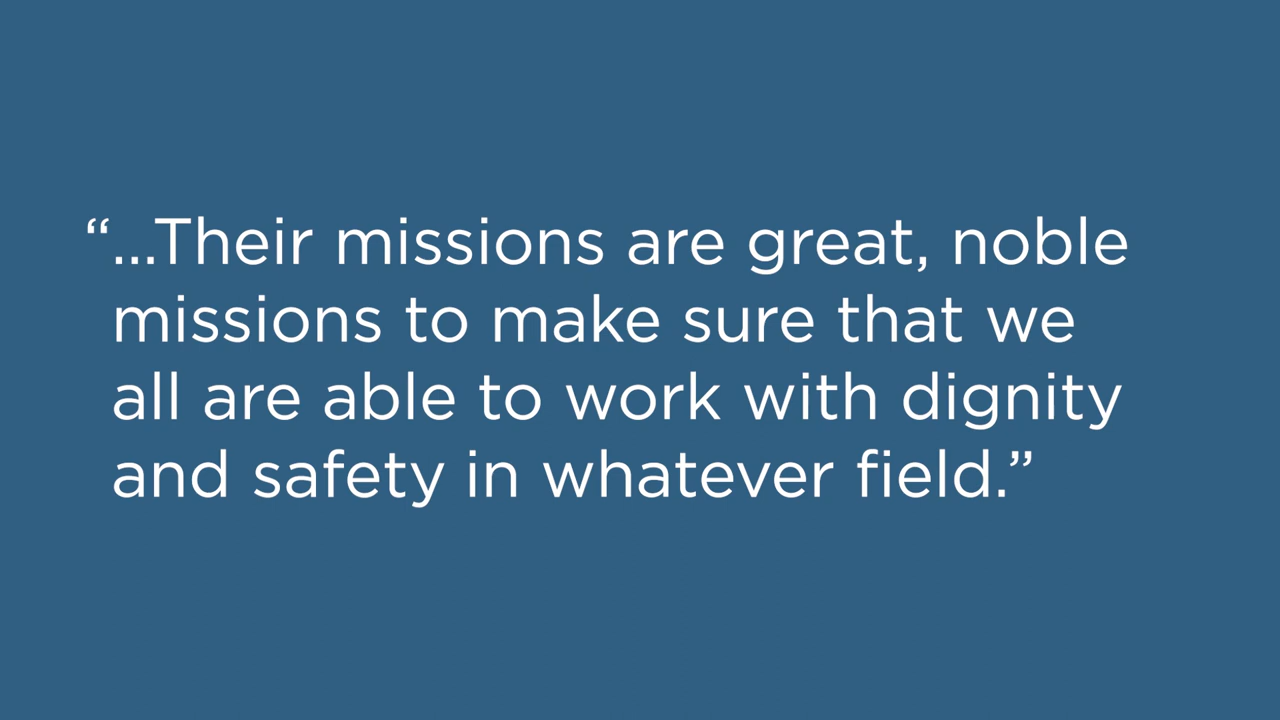 “...Their missions are great, noble
missions to make sure that we
all are able to work with dignity
and safety in whatever field.”